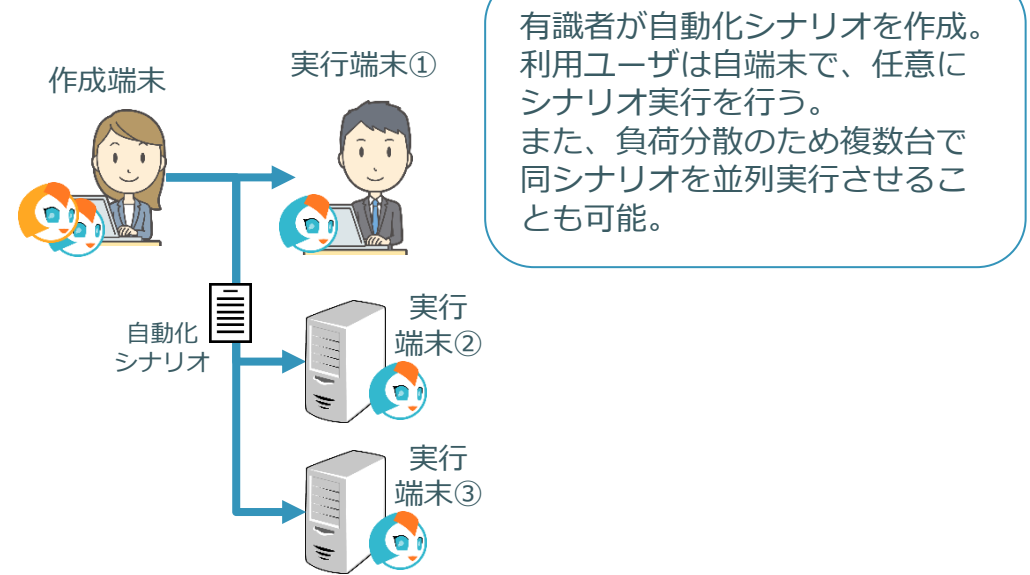 作成端末
実行端末①
有識者が自動化シナリオを作成。
利用ユーザは自端末で、任意に
シナリオ実行を行う。
また、負荷分散のため複数台で
同シナリオを並列実行させるこ
とも可能。
自動化
シナリオ
実行
端末②
実行
端末③